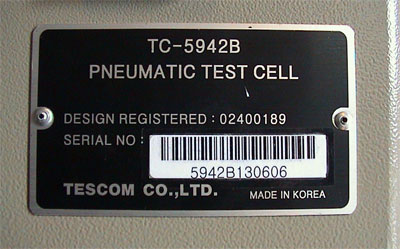 TC-5942B
PNEUMATIC TEST CELL
DESIGN REGISTERED : 02400189
SERIAL NO :
5942B130606
TESCOM CO.,LTD. MADE IN KOREA